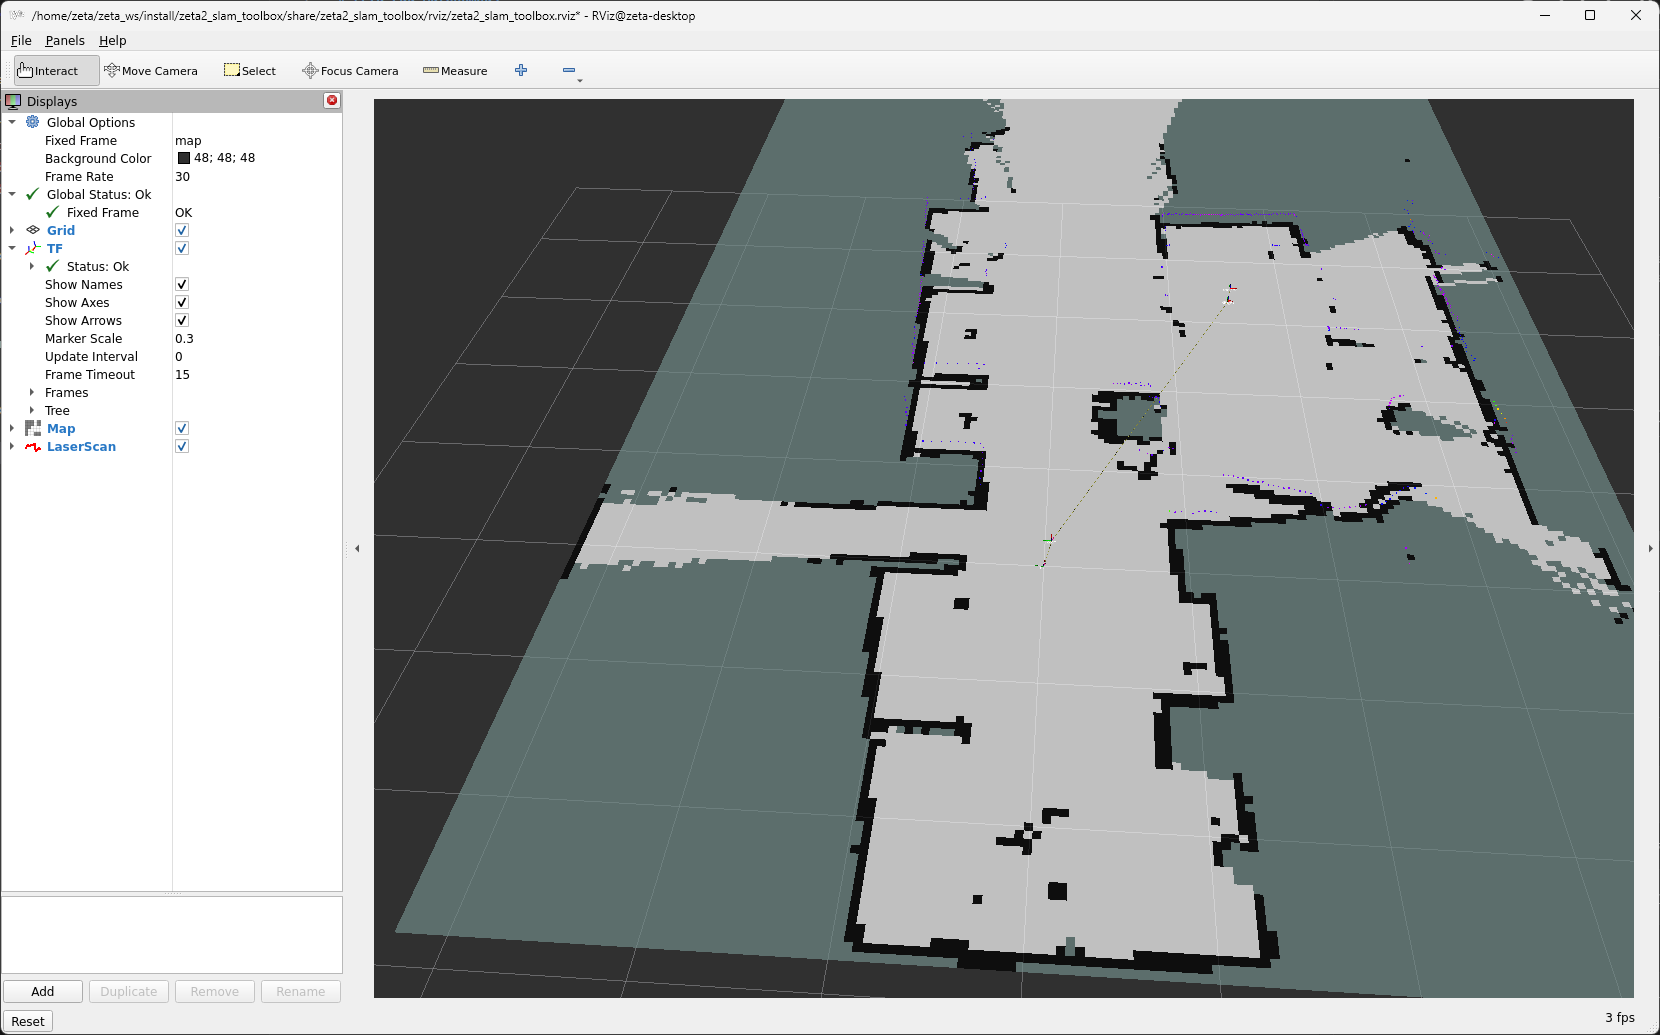 /home/zeta/zeta_ws/install/zeta2_slam_toolbox/share/zeta2_slam_toolbox/rviz/zeta2_slam_toolbox.rviz* - RViz@zeta-desktop
File Panels Help
Interact Move Camera Select Focus Camera Measure
Displays
Global Options
Fixed Frame map
Background Color 48; 48; 48
Frame Rate 30
Global Status: Ok
Fixed Frame OK
Grid
TF
Status: Ok
Show Names
Show Axes
Show Arrows
Marker Scale 0.3
Update Interval 0
Frame Timeout 15
Frames
Tree
Map
LaserScan
Add Duplicate Remove Rename
Reset
3 fps